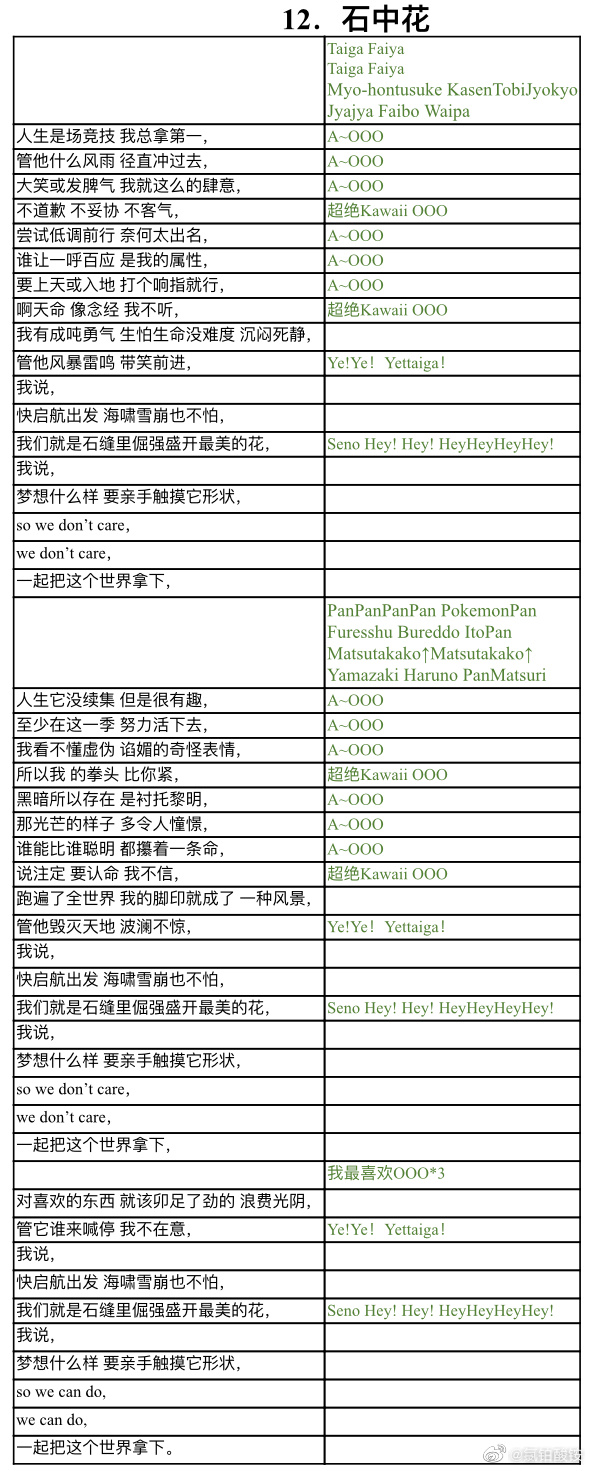 12．石中花
Taiga Faiya
Taiga Faiya
Myo-hontusuke KasenTobiJyokyo
Jyajya Faibo Waipa
人生是场竞技 我总拿第一，
A~OOO
管他什么风雨 径直冲过去，
A~OOO
大笑或发脾气 我就这么的肆意，
A~OOO
不道歉 不妥协 不客气，
超绝Kawaii OOO
尝试低调前行 奈何太出名，
A~OOO
谁让一呼百应 是我的属性，
A~OOO
要上天或入地 打个响指就行，
A~OOO
啊天命 像念经 我不听，
超绝Kawaii OOO
我有成吨勇气 生怕生命没难度 沉闷死静，
管他风暴雷鸣 带笑前进，
Ye!Ye！Yettaiga！
我说，
快启航出发 海啸雪崩也不怕，
我们就是石缝里倔强盛开最美的花，
Seno Hey! Hey! HeyHeyHeyHey!
我说，
梦想什么样 要亲手触摸它形状，
so we don’t care，
we don’t care，
一起把这个世界拿下，
PanPanPanPan PokemonPan
Furesshu Bureddo ItoPan
Matsutakako↑Matsutakako↑
Yamazaki Haruno PanMatsuri
人生它没续集 但是很有趣，
A~OOO
至少在这一季 努力活下去，
A~OOO
我看不懂虚伪 谄媚的奇怪表情，
A~OOO
所以我 的拳头 比你紧，
超绝Kawaii OOO
黑暗所以存在 是衬托黎明，
A~OOO
那光芒的样子 多令人憧憬，
A~OOO
谁能比谁聪明 都攥着一条命，
A~OOO
说注定 要认命 我不信，
超绝Kawaii OOO
跑遍了全世界 我的脚印就成了 一种风景，
管他毁灭天地 波澜不惊，
Ye!Ye！Yettaiga！
我说，
快启航出发 海啸雪崩也不怕，
我们就是石缝里倔强盛开最美的花，
Seno Hey! Hey! HeyHeyHeyHey!
我说，
梦想什么样 要亲手触摸它形状，
so we don’t care，
we don’t care，
一起把这个世界拿下，
我最喜欢OOO*3
对喜欢的东西 就该卯足了劲的 浪费光阴，
管它谁来喊停 我不在意，
Ye!Ye！Yettaiga！
我说，
快启航出发 海啸雪崩也不怕，
我们就是石缝里倔强盛开最美的花，
Seno Hey! Hey! HeyHeyHeyHey!
我说，
梦想什么样 要亲手触摸它形状，
so we can do,
we can do,
一起把这个世界拿下。